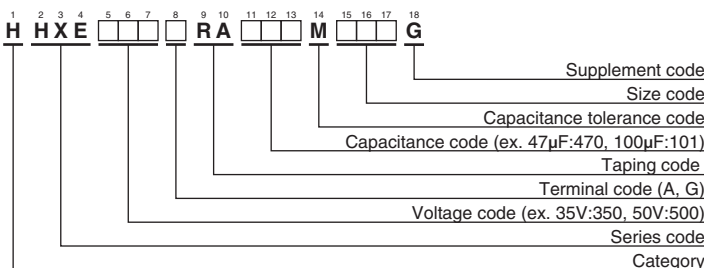 1 2 3 4 5 6 7 8 9 10 11 12 13 14 15 16 17 18
H HXE □□□ □ RA □□□ M □□□ G
Supplement code
Size code
Capacitance tolerance code
Capacitance code (ex. 47µF:470, 100µF:101)
Taping code
Terminal code (A, G)
Voltage code (ex. 35V:350, 50V:500)
Series code
Category